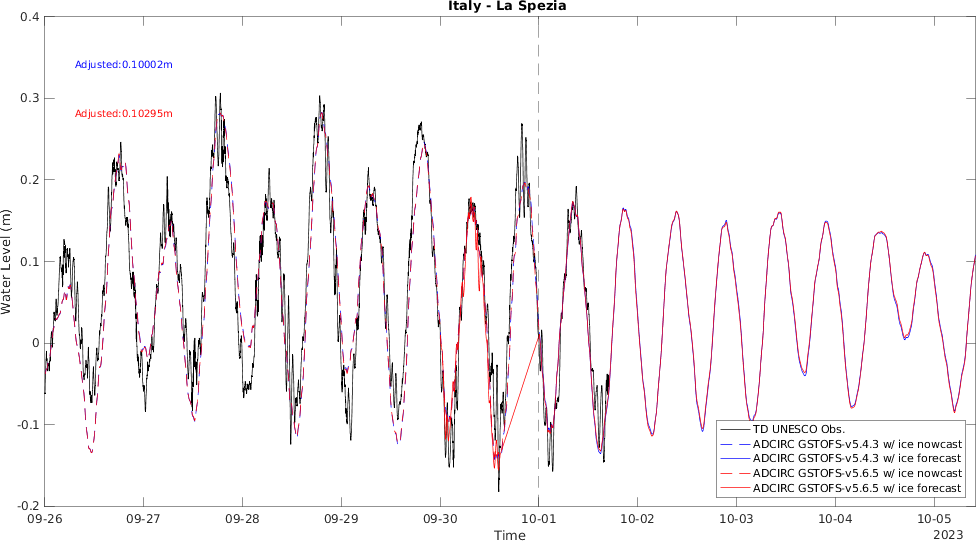 Italy - La Spezia
0.4
0.3
0.2
0.1
0
-0.1
-0.2
Water Level (m)
Adjusted:0.10002m
Adjusted:0.10295m
TD UNESCO Obs.
ADCIRC GSTOFS-v5.4.3 w/ ice nowcast
ADCIRC GSTOFS-v5.4.3 w/ ice forecast
ADCIRC GSTOFS-v5.6.5 w/ ice nowcast
ADCIRC GSTOFS-v5.6.5 w/ ice forecast
09-26 09-27 09-28 09-29 09-30 10-01 10-02 10-03 10-04 10-05
Time
2023